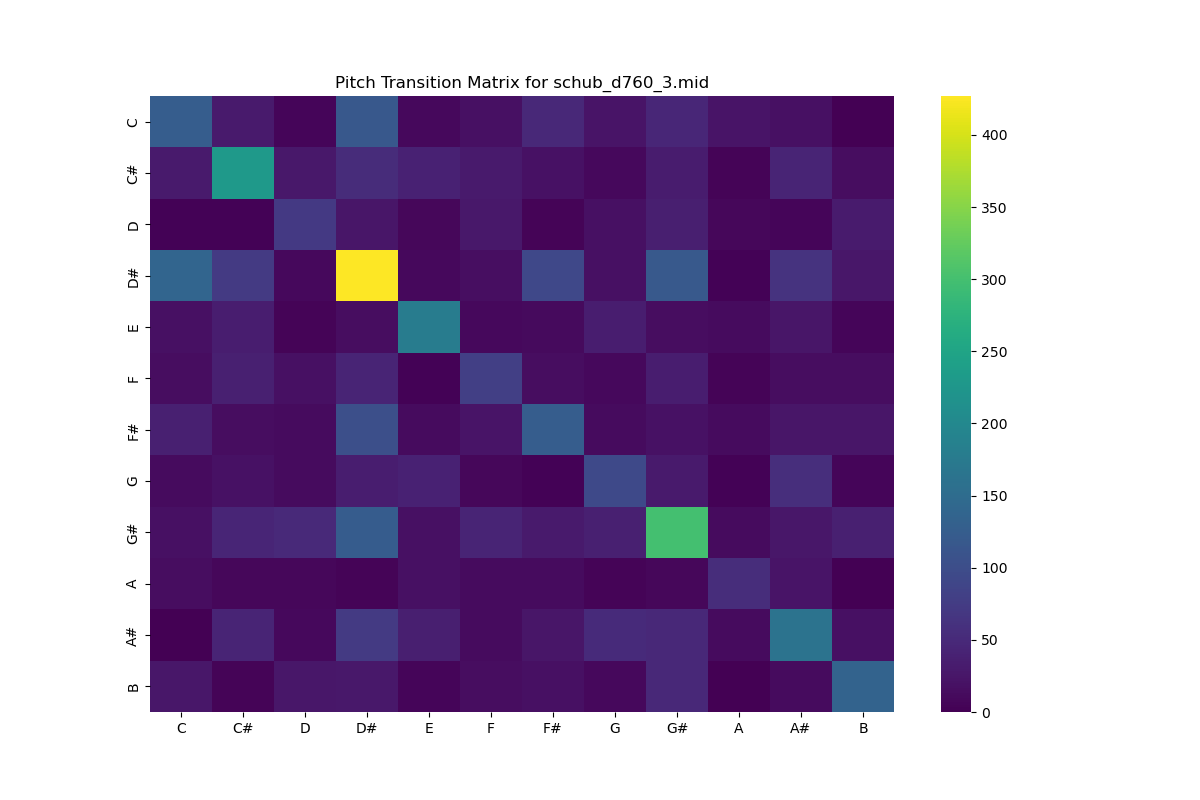 Pitch Transition Matrix for schub_d760_3.mid
C
C#
D
D#
E
F
F#
G
G#
A
A#
B
C C# D D# E F F# G G# A A# B
400
350
300
250
200
150
100
50
0